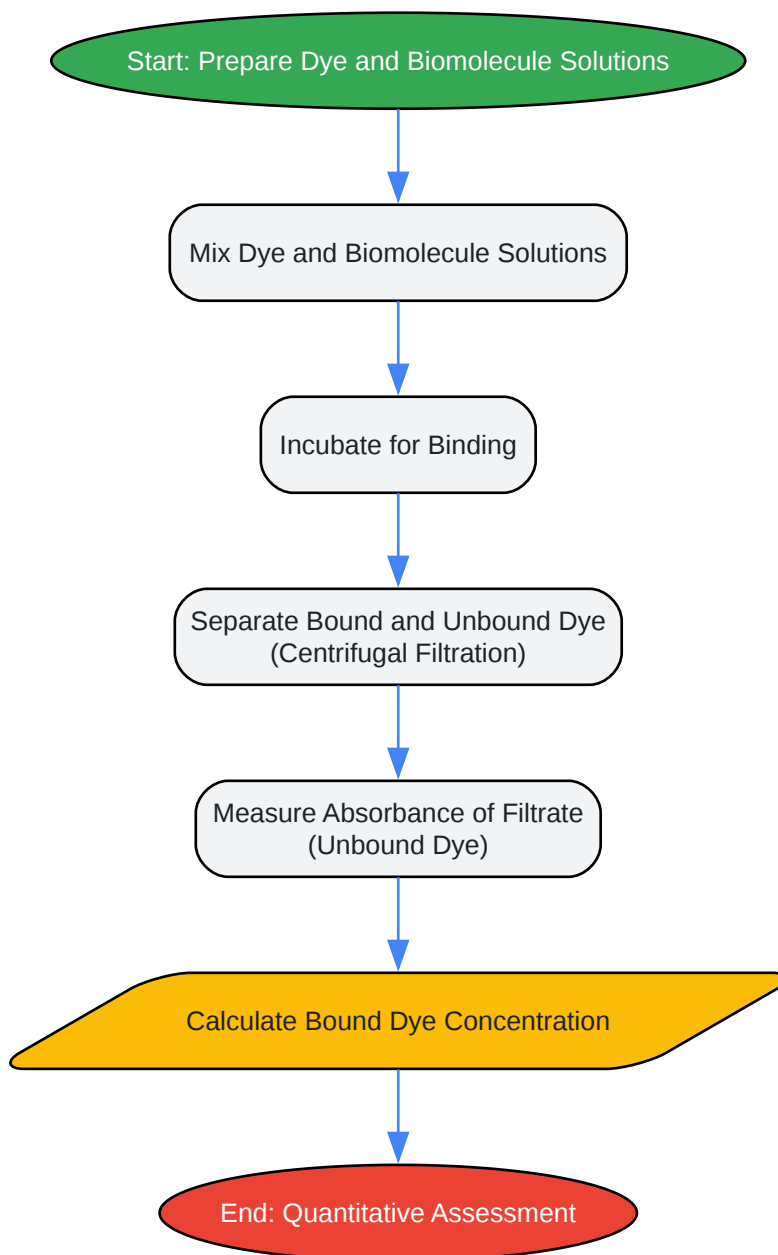 Start: Prepare Dye and Biomolecule Solutions
Mix Dye and Biomolecule Solutions
Incubate for Binding
Separate Bound and Unbound Dye
(Centrifugal Filtration)
Measure Absorbance of Filtrate
(Unbound Dye)
Calculate Bound Dye Concentration
End: Quantitative Assessment